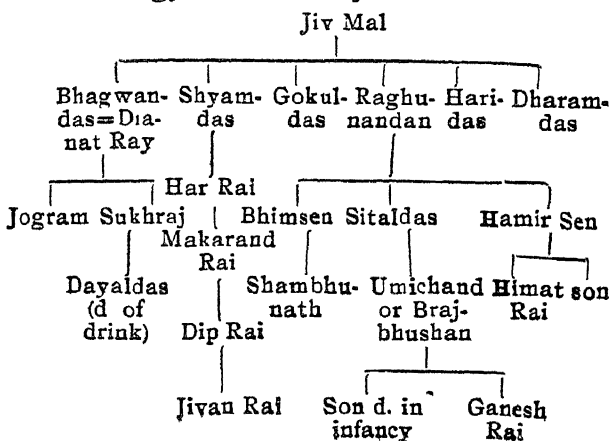 Jiv Mal
Bhagwan- Shyam- Gokul- Raghu- Hari- Dharam-
das=Dia- das das nandan das das
nat Ray
Har Rai
Jogram Sukhraj Bhimsen Sitaldas Hamir Sen
Makarand
Rai
Dayaldas Shambhu- Umichand Himat son
(d of nath or Braj- Rai
drink) Dip Rai bhushan
Jivan Rai Son d. in Ganesh
infancy Rai